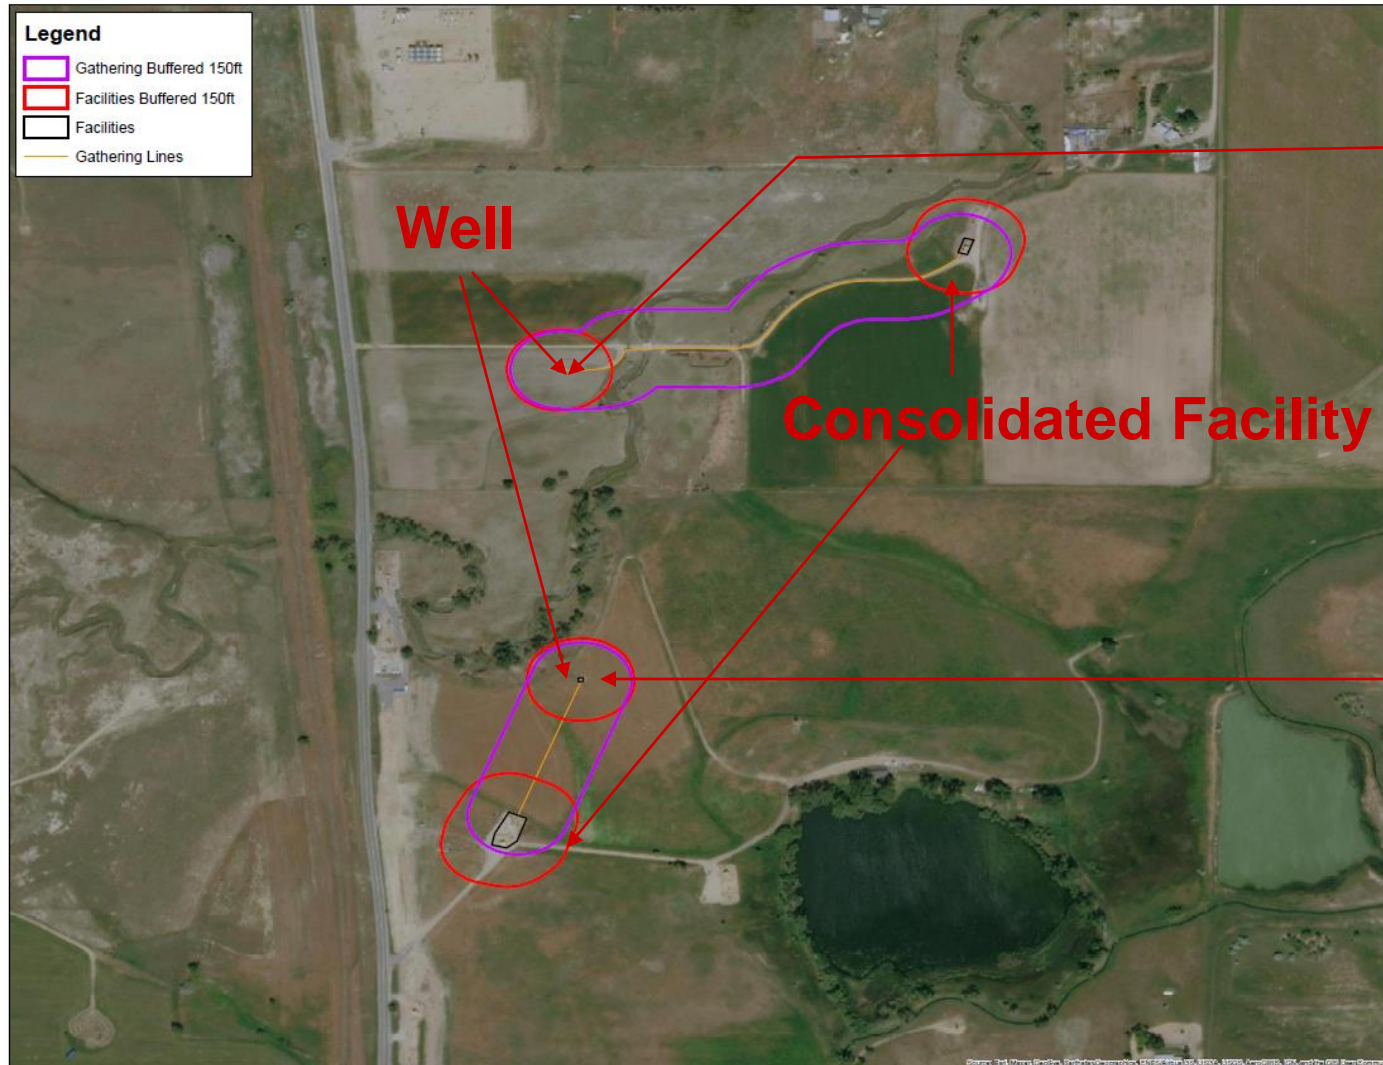 Legend
Gathering Buffered 150ft
Facilities Buffered 150ft
Facilities
Gathering Lines
Well
Consolidated Facility